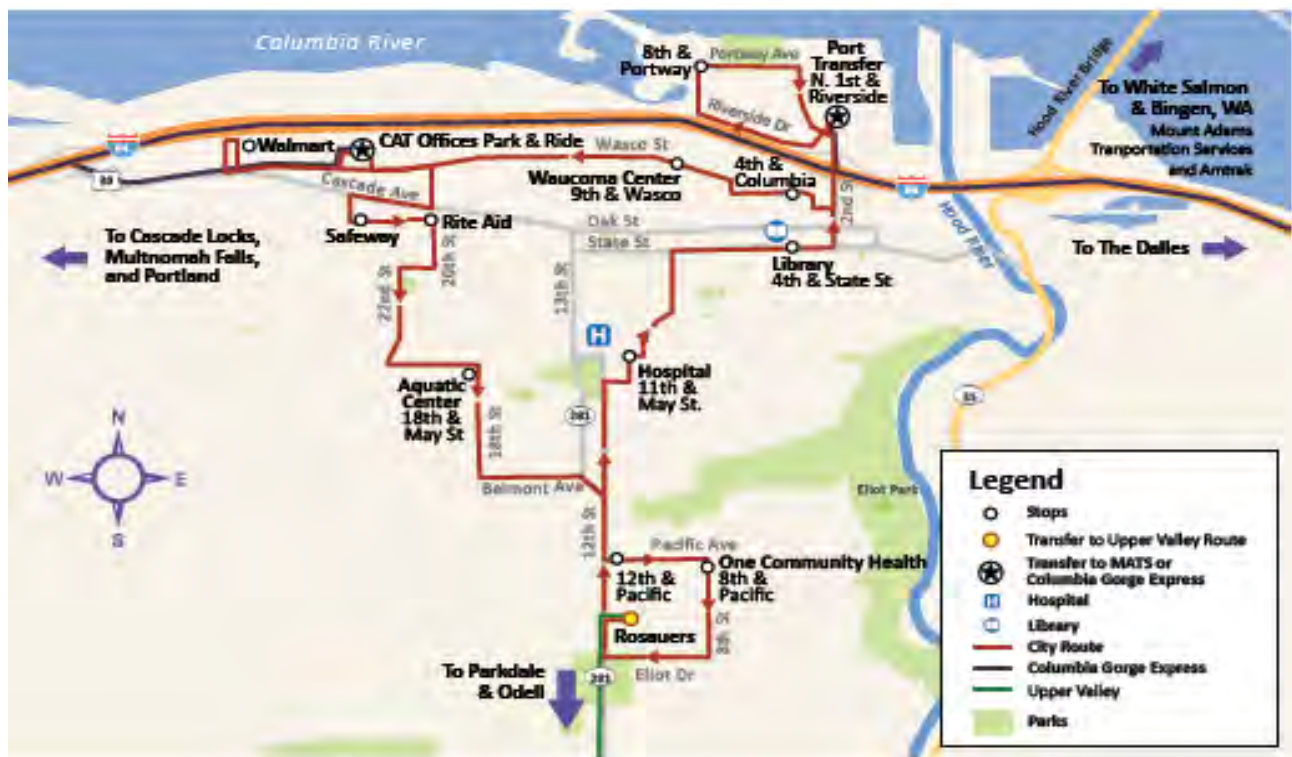 Columbia River
8th &
Portway
Portway Ave
Port
Transfer
N. 1st &
Riverside
Riverside Dr
Hood River Bridge
To White Salmon
& Bingen, WA
Mount Adams
Tranportation Services
and Amtrak
84
Walmart
CAT Offices Park & Ride
Wasco St
30
Cascade Ave
Waucoma Center
9th & Wasco
4th &
Columbia
84
2nd St
Hood River
Safeway
Rite Aid
Oak St
State St
Library
4th & State St
To Cascade Locks,
Multnomah Falls,
and Portland
To The Dalles
22nd St
20th St
13th St
H
Hospital
11th &
May St.
Aquatic
Center
18th &
May St
18th St
281
35
Belmont Ave
12th St
Eliot Park
N
W
E
S
Pacific Ave
12th &
Pacific
One Community Health
8th &
Pacific
8th St
Rosauers
Eliot Dr
281
To Parkdale
& Odell
Legend
Stops
Transfer to Upper Valley Route
Transfer to MATS or
Columbia Gorge Express
H
Hospital
Library
City Route
Columbia Gorge Express
Upper Valley
Parks